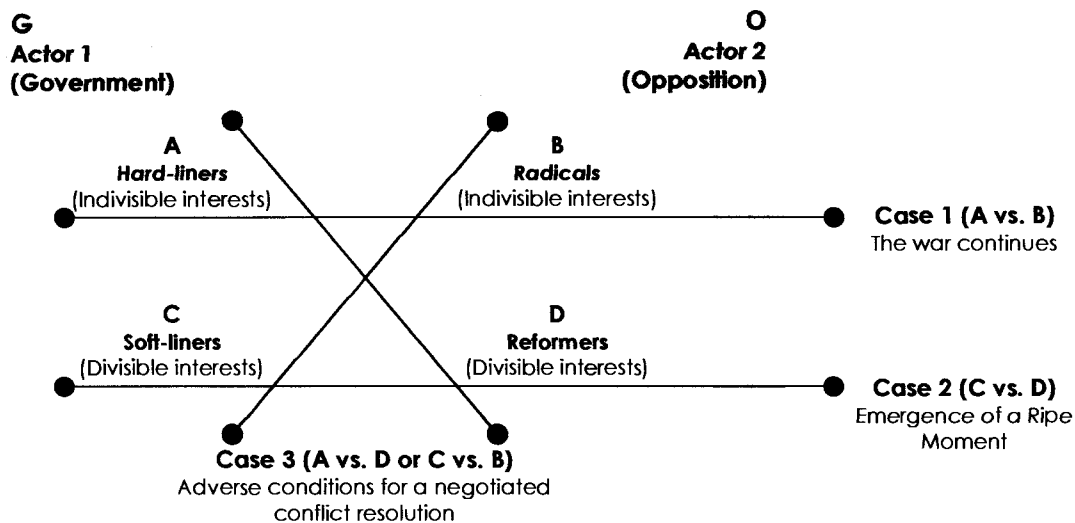 G
Actor 1
(Government)
O
Actor 2
(Opposition)
A
Hard-liners
(Indivisible interests)
B
Radicals
(Indivisible interests)
Case 1 (A vs. B)
The war continues
C
Soft-liners
(Divisible interests)
D
Reformers
(Divisible interests)
Case 2 (C vs. D)
Emergence of a Ripe
Moment
Case 3 (A vs. D or C vs. B)
Adverse conditions for a negotiated
conflict resolution